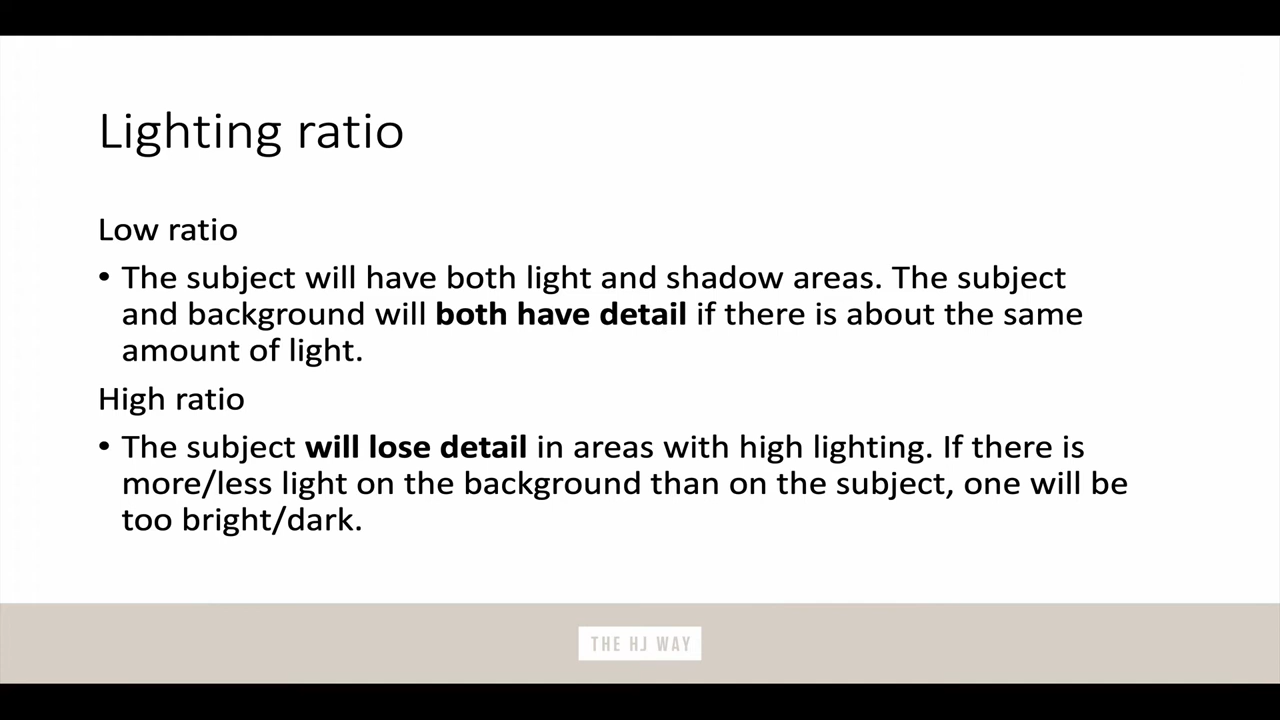 Lighting ratio
Low ratio
• The subject will have both light and shadow areas. The subject
and background will both have detail if there is about the same
amount of light.
High ratio
• The subject will lose detail in areas with high lighting. If there is
more/less light on the background than on the subject, one will be
too bright/dark.
THE HJ WAY